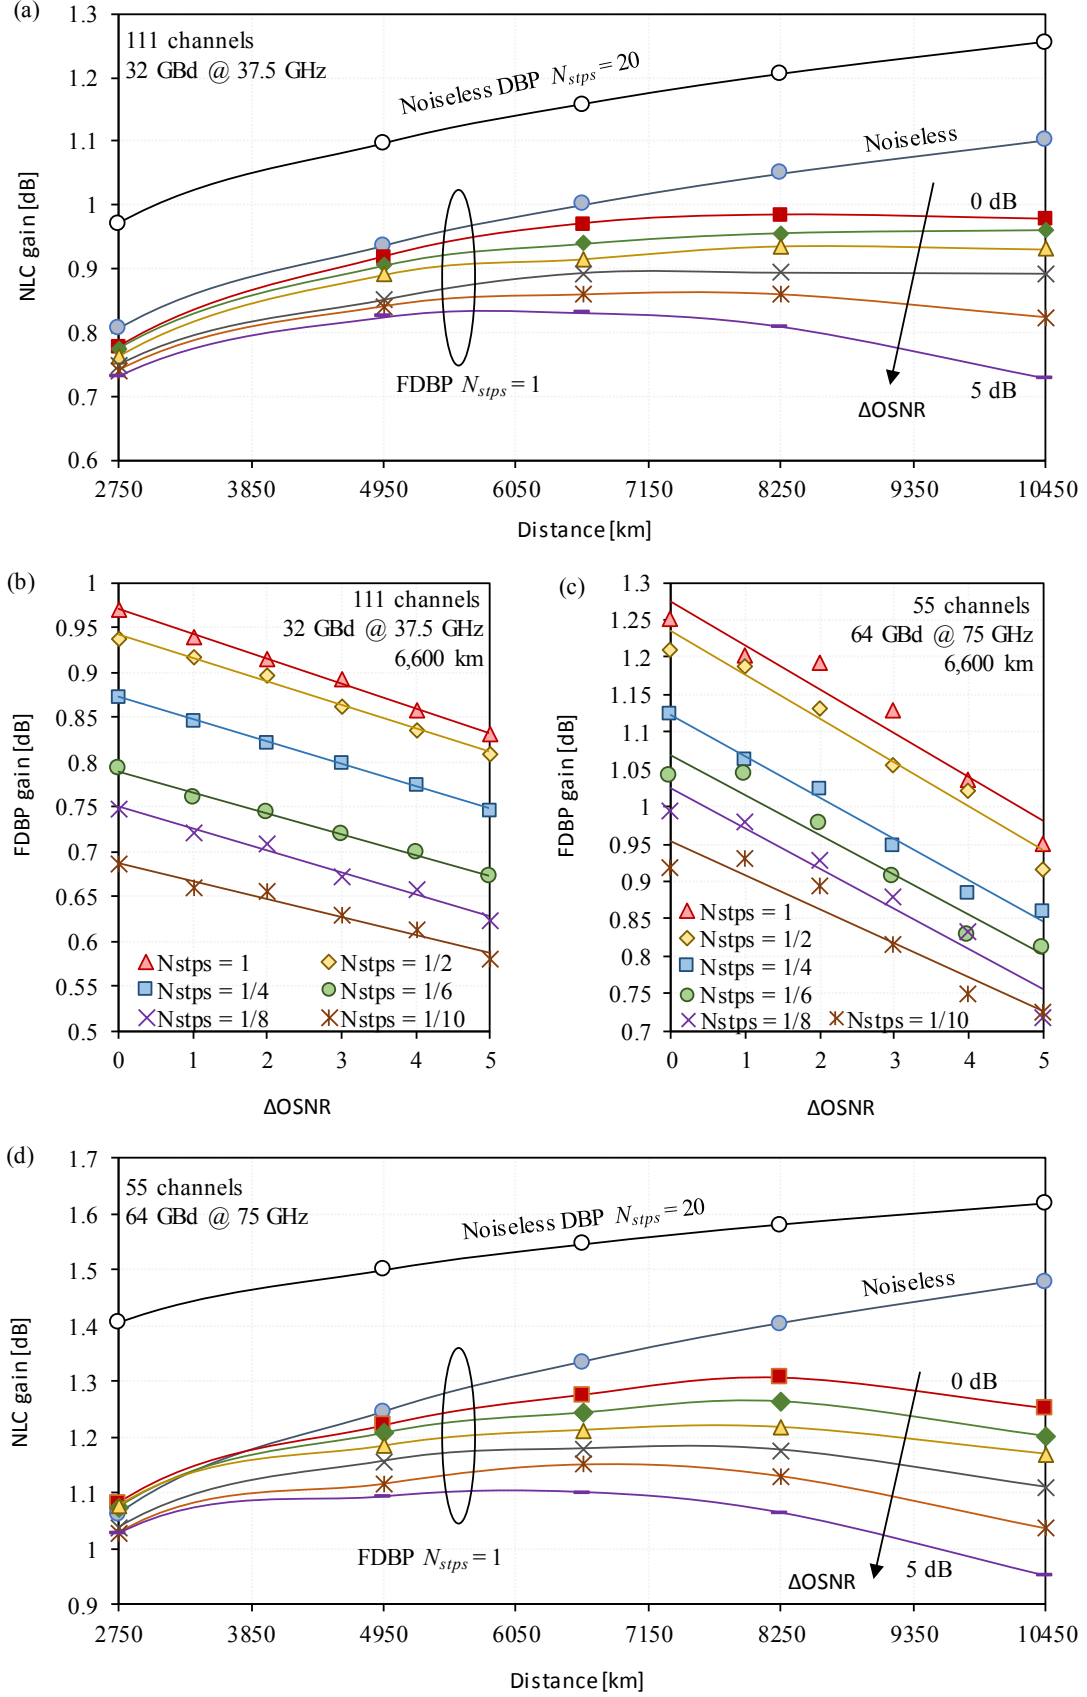 (a)
1.3
1.2
1.1
1
0.9
0.8
0.7
0.6
NLC gain [dB]
111 channels
32 GBd @ 37.5 GHz
Noiseless DBP Nstps = 20
Noiseless
0 dB
FDBP Nstps = 1
5 dB
ΔOSNR
2750 3850 4950 6050 7150 8250 9350 10450
Distance [km]
(b)
1
0.95
0.9
0.85
0.8
0.75
0.7
0.65
0.6
0.55
0.5
FDBP gain [dB]
111 channels
32 GBd @ 37.5 GHz
6,600 km
Nstps = 1 Nstps = 1/2
Nstps = 1/4 Nstps = 1/6
Nstps = 1/8 Nstps = 1/10
0 1 2 3 4 5
ΔOSNR
(c)
1.3
1.25
1.2
1.15
1.1
1.05
1
0.95
0.9
0.85
0.8
0.75
0.7
FDBP gain [dB]
55 channels
64 GBd @ 75 GHz
6,600 km
Nstps = 1
Nstps = 1/2
Nstps = 1/4
Nstps = 1/6
Nstps = 1/8 Nstps = 1/10
0 1 2 3 4 5
ΔOSNR
(d)
1.7
1.6
1.5
1.4
1.3
1.2
1.1
1
0.9
NLC gain [dB]
55 channels
64 GBd @ 75 GHz
Noiseless DBP Nstps = 20
Noiseless
0 dB
FDBP Nstps = 1
ΔOSNR
5 dB
2750 3850 4950 6050 7150 8250 9350 10450
Distance [km]